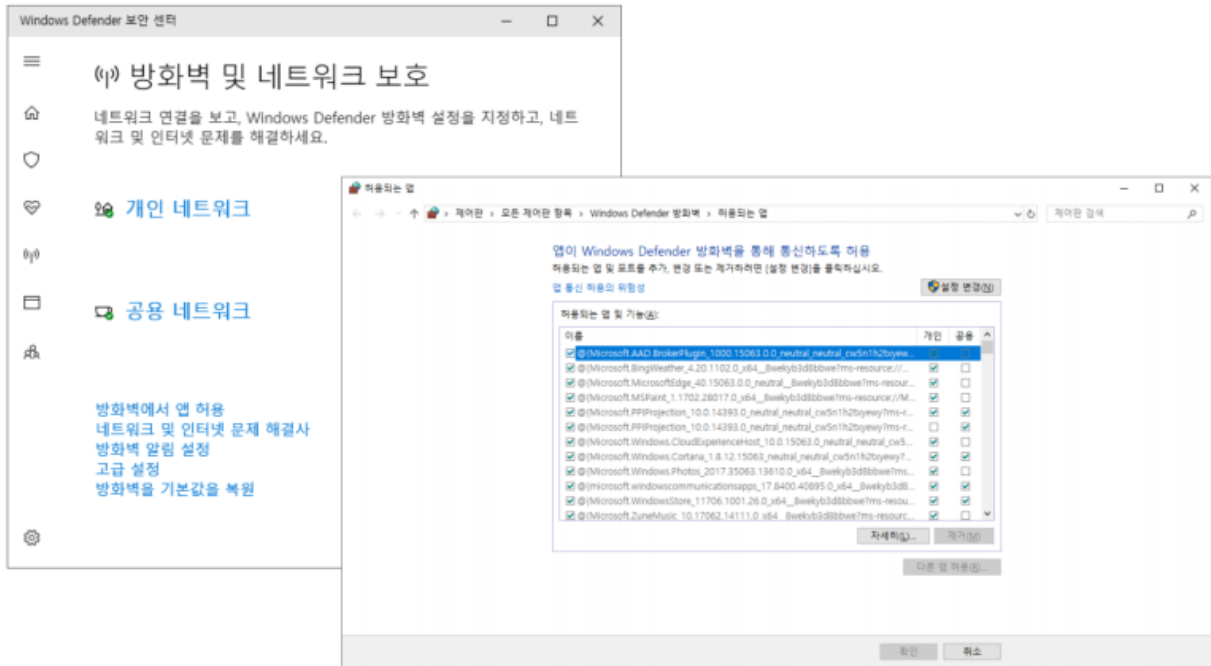 Windows Defender 보안 센터
방화벽 및 네트워크 보호
네트워크 연결을 보고, Windows Defender 방화벽 설정을 지정하고, 네트
워크 및 인터넷 문제를 해결하세요.
개인 네트워크
공용 네트워크
방화벽에서 앱 허용
네트워크 및 인터넷 문제 해결사
방화벽 알림 설정
고급 설정
방화벽을 기본값을 복원
허용되는 앱
제어판 › 모든 제어판 항목 › Windows Defender 방화벽 › 허용되는 앱
제어판 검색
앱이 Windows Defender 방화벽을 통해 통신하도록 허용
허용되는 앱 및 포트를 추가, 변경 또는 제거하려면 [설정 변경]을 클릭하십시오.
앱 통신 허용의 위험성
설정 변경(N)
허용되는 앱 및 기능(A):
이름 개인 공용
@{Microsoft.AAD.BrokerPlugin_1000.15063.0.0_neutral_neutral_cw5n1h2txyew...
@{Microsoft.BingWeather_4.20.1102.0_x64__8wekyb3d8bbwe?ms-resource://...
@{Microsoft.MicrosoftEdge_40.15063.0.0_neutral__8wekyb3d8bbwe?ms-resour...
@{Microsoft.MSPaint_1.1702.28017.0_x64__8wekyb3d8bbwe?ms-resource://M...
@{Microsoft.PPIProjection_10.0.14393.0_neutral_neutral_cw5n1h2txyewy?ms-r...
@{Microsoft.PPIProjection_10.0.14393.0_neutral_neutral_cw5n1h2txyewy?ms-r...
@{Microsoft.Windows.CloudExperienceHost_10.0.15063.0_neutral_neutral_cw5...
@{Microsoft.Windows.Cortana_1.8.12.15063_neutral_neutral_cw5n1h2txyewy?...
@{Microsoft.Windows.Photos_2017.35063.13610.0_x64__8wekyb3d8bbwe?ms...
@{microsoft.windowscommunicationsapps_17.8400.40895.0_x64__8wekyb3d8...
@{Microsoft.WindowsStore_11706.1001.26.0_x64__8wekyb3d8bbwe?ms-resou...
@{Microsoft.ZuneMusic_10.17062.14111.0_x64__8wekyb3d8bbwe?ms-resourc...
자세히(L)... 제거(M)
다른 앱 허용(R)...
확인 취소